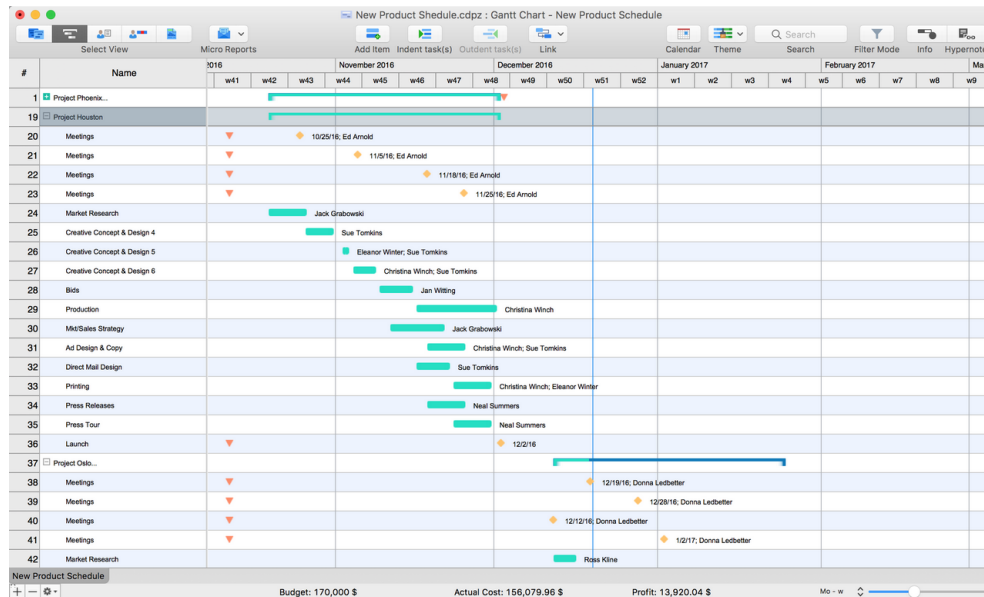 New Product Shedule.cdpz : Gantt Chart - New Product Schedule
Select View
Micro Reports
Add Item
Indent task(s)
Outdent task(s)
Link
Calendar
Theme
Search
Search
Filter Mode
Info
Hypernote
# Name
2016 November 2016 December 2016 January 2017 February 2017 Ma
w41 w42 w43 w44 w45 w46 w47 w48 w49 w50 w51 w52 w1 w2 w3 w4 w5 w6 w7 w8 w9
1 Project Phoenix...
19 Project Houston
20 Meetings 10/25/16; Ed Arnold
21 Meetings 11/5/16; Ed Arnold
22 Meetings 11/18/16; Ed Arnold
23 Meetings 11/25/16; Ed Arnold
24 Market Research Jack Grabowski
25 Creative Concept & Design 4 Sue Tomkins
26 Creative Concept & Design 5 Eleanor Winter; Sue Tomkins
27 Creative Concept & Design 6 Christina Winch; Sue Tomkins
28 Bids Jan Witting
29 Production Christina Winch
30 Mkt/Sales Strategy Jack Grabowski
31 Ad Design & Copy Christina Winch; Sue Tomkins
32 Direct Mail Design Sue Tomkins
33 Printing Christina Winch; Eleanor Winter
34 Press Releases Neal Summers
35 Press Tour Neal Summers
36 Launch 12/2/16
37 Project Oslo...
38 Meetings 12/19/16; Donna Ledbetter
39 Meetings 12/28/16; Donna Ledbetter
40 Meetings 12/12/16; Donna Ledbetter
41 Meetings 1/2/17; Donna Ledbetter
42 Market Research Ross Kline
New Product Schedule
Budget: 170,000 $ Actual Cost: 156,079.96 $ Profit: 13,920.04 $ Mo - w